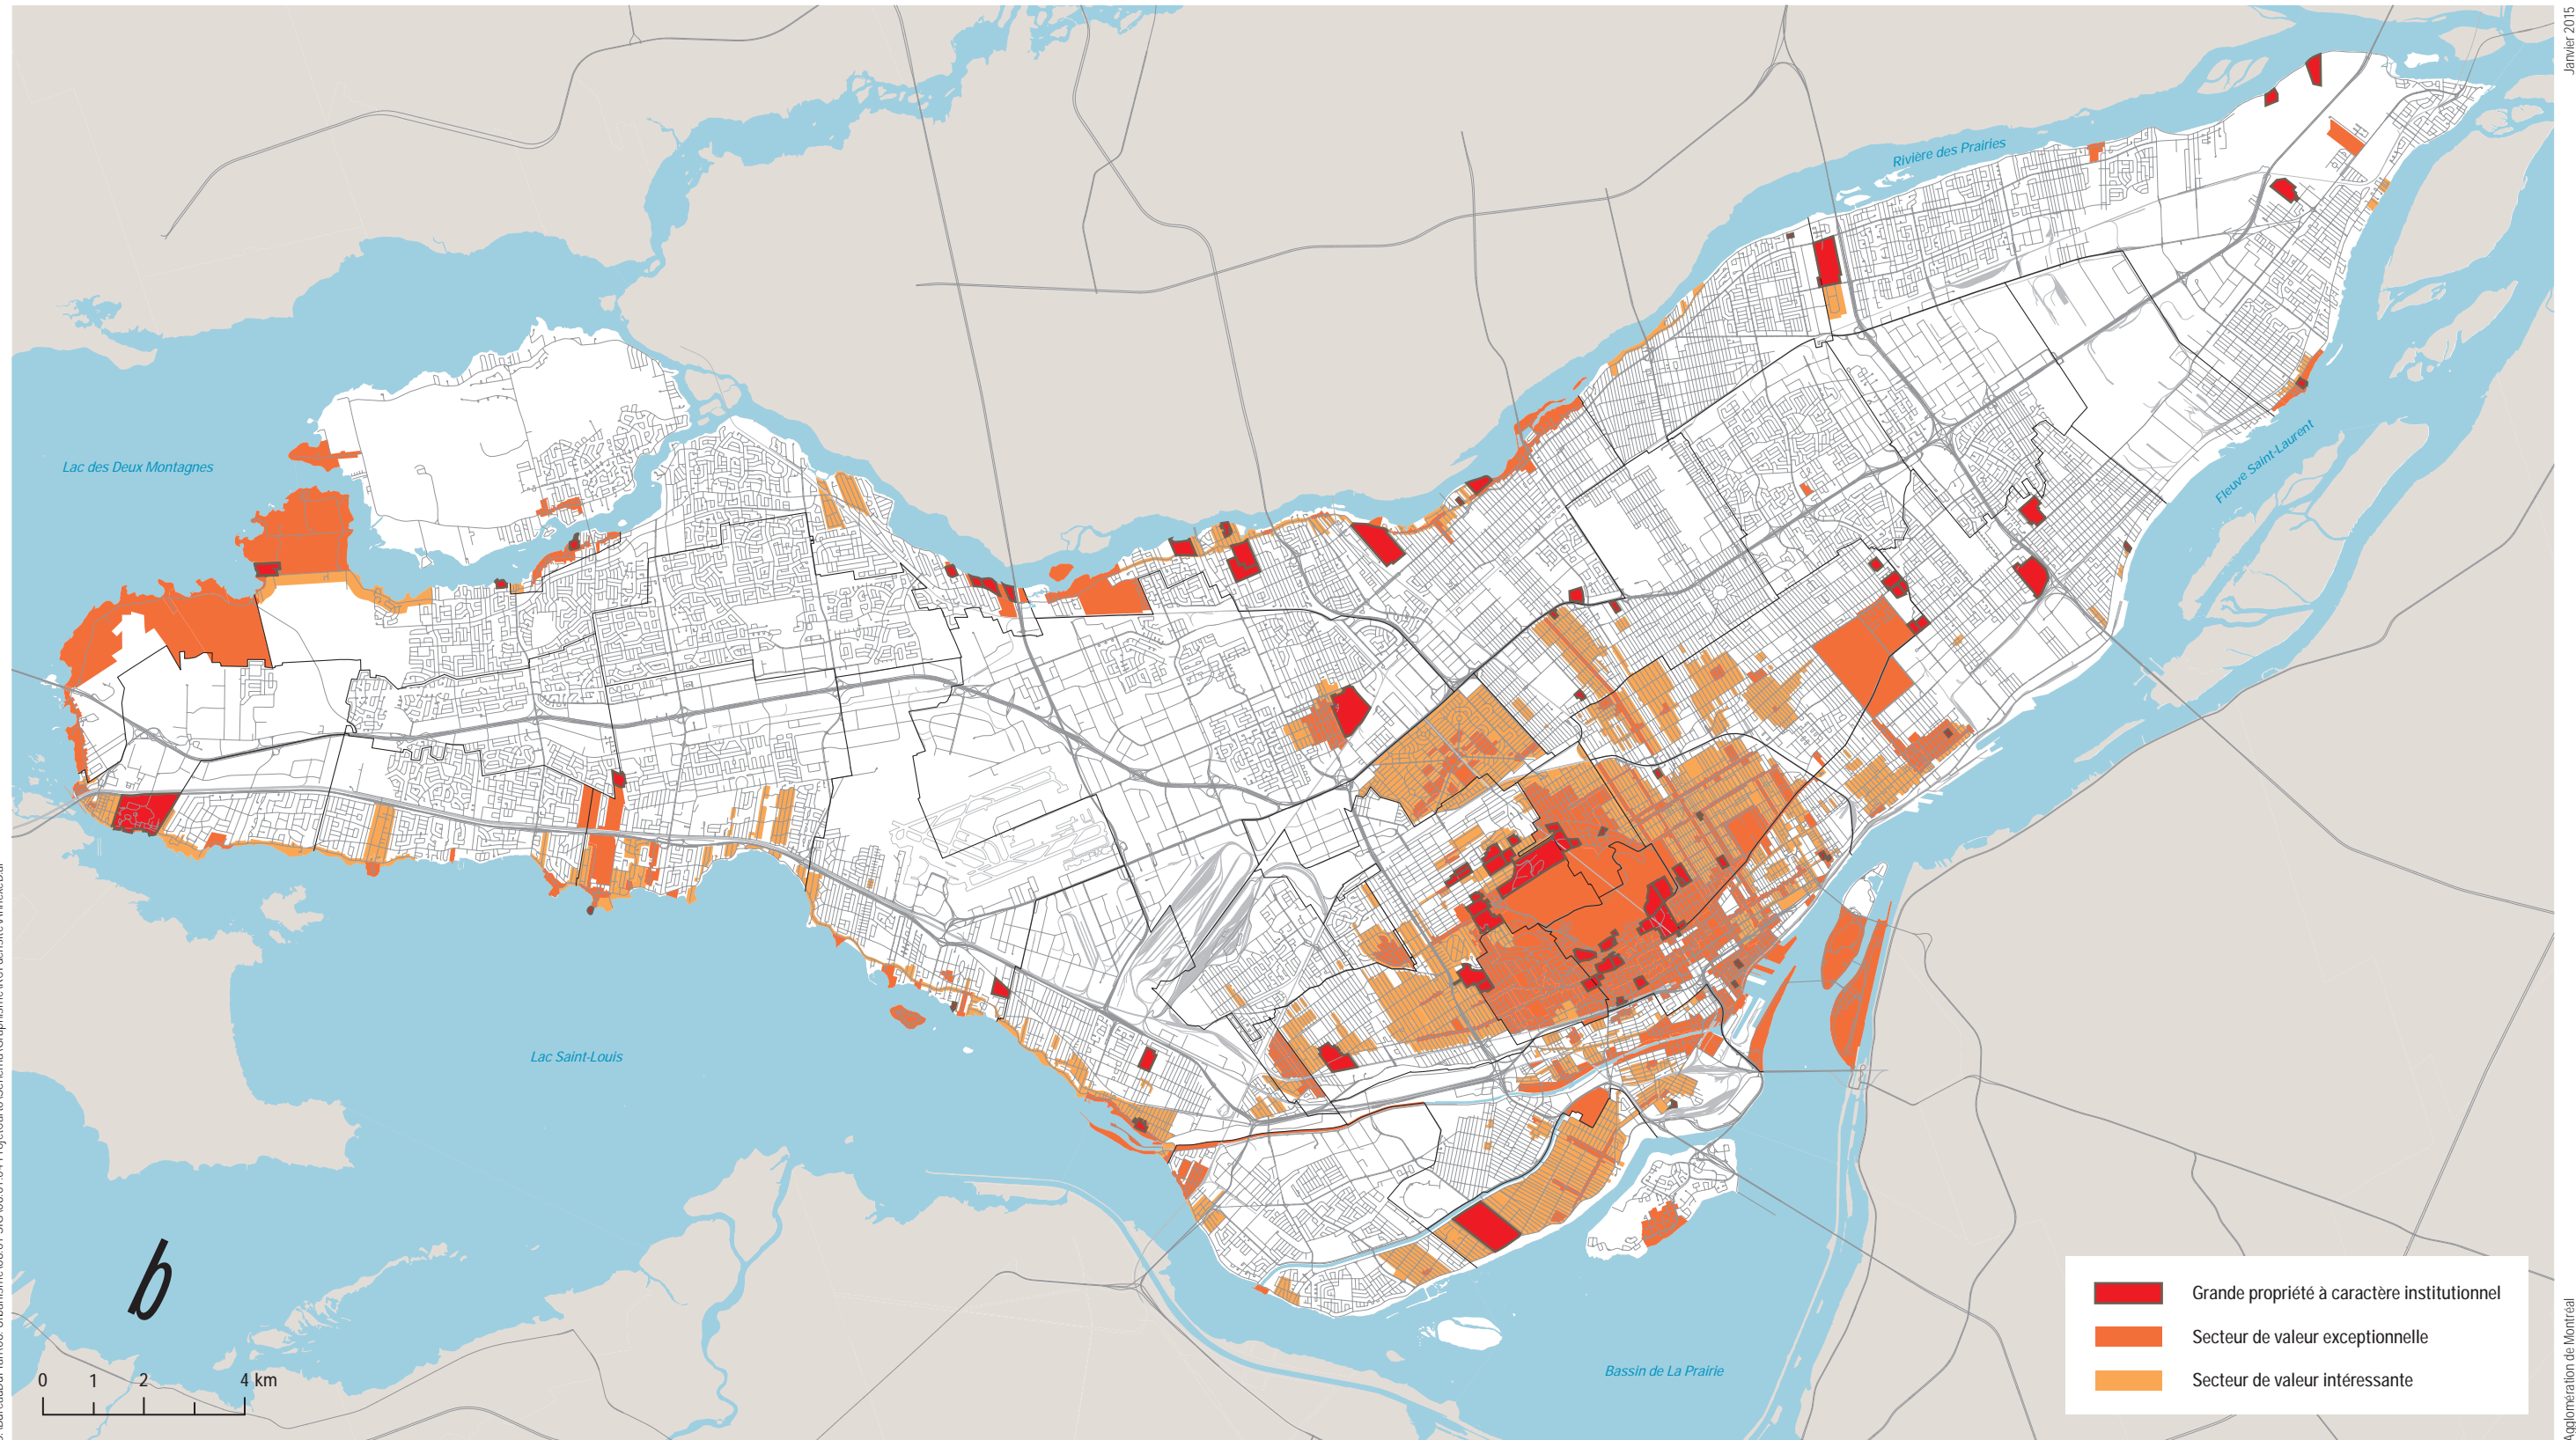 Janvier 2015
Rivière des Prairies
Lac des Deux Montagnes
Fleuve Saint-Laurent
Lac Saint-Louis
Bassin de La Prairie
b
0 1 2 4 km
Grande propriété à caractère institutionnel
Secteur de valeur exceptionnelle
Secteur de valeur intéressante
Agglomération de Montréal